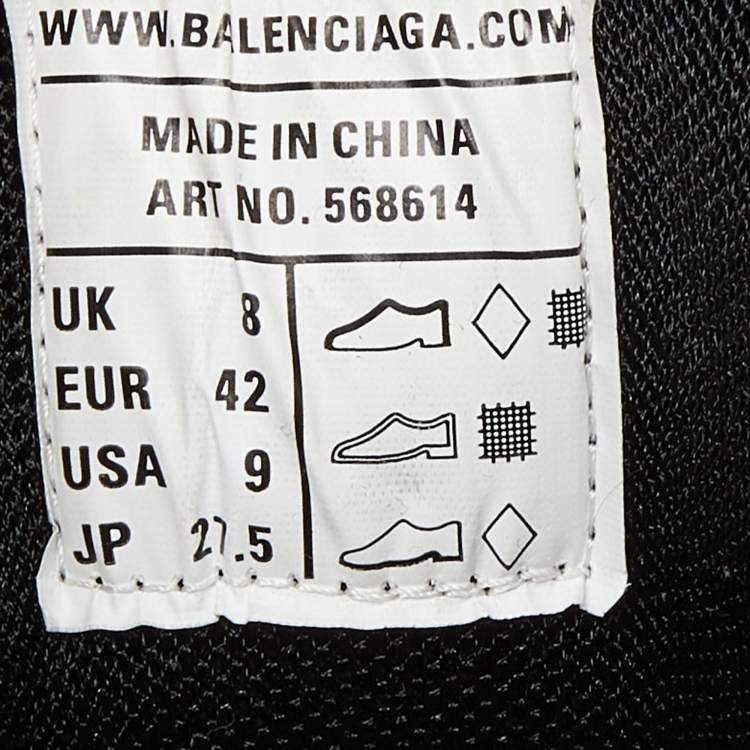 WWW.BALENCIAGA.COM
MADE IN CHINA
ART NO. 568614
UK 8
EUR 42
USA 9
JP 27.5